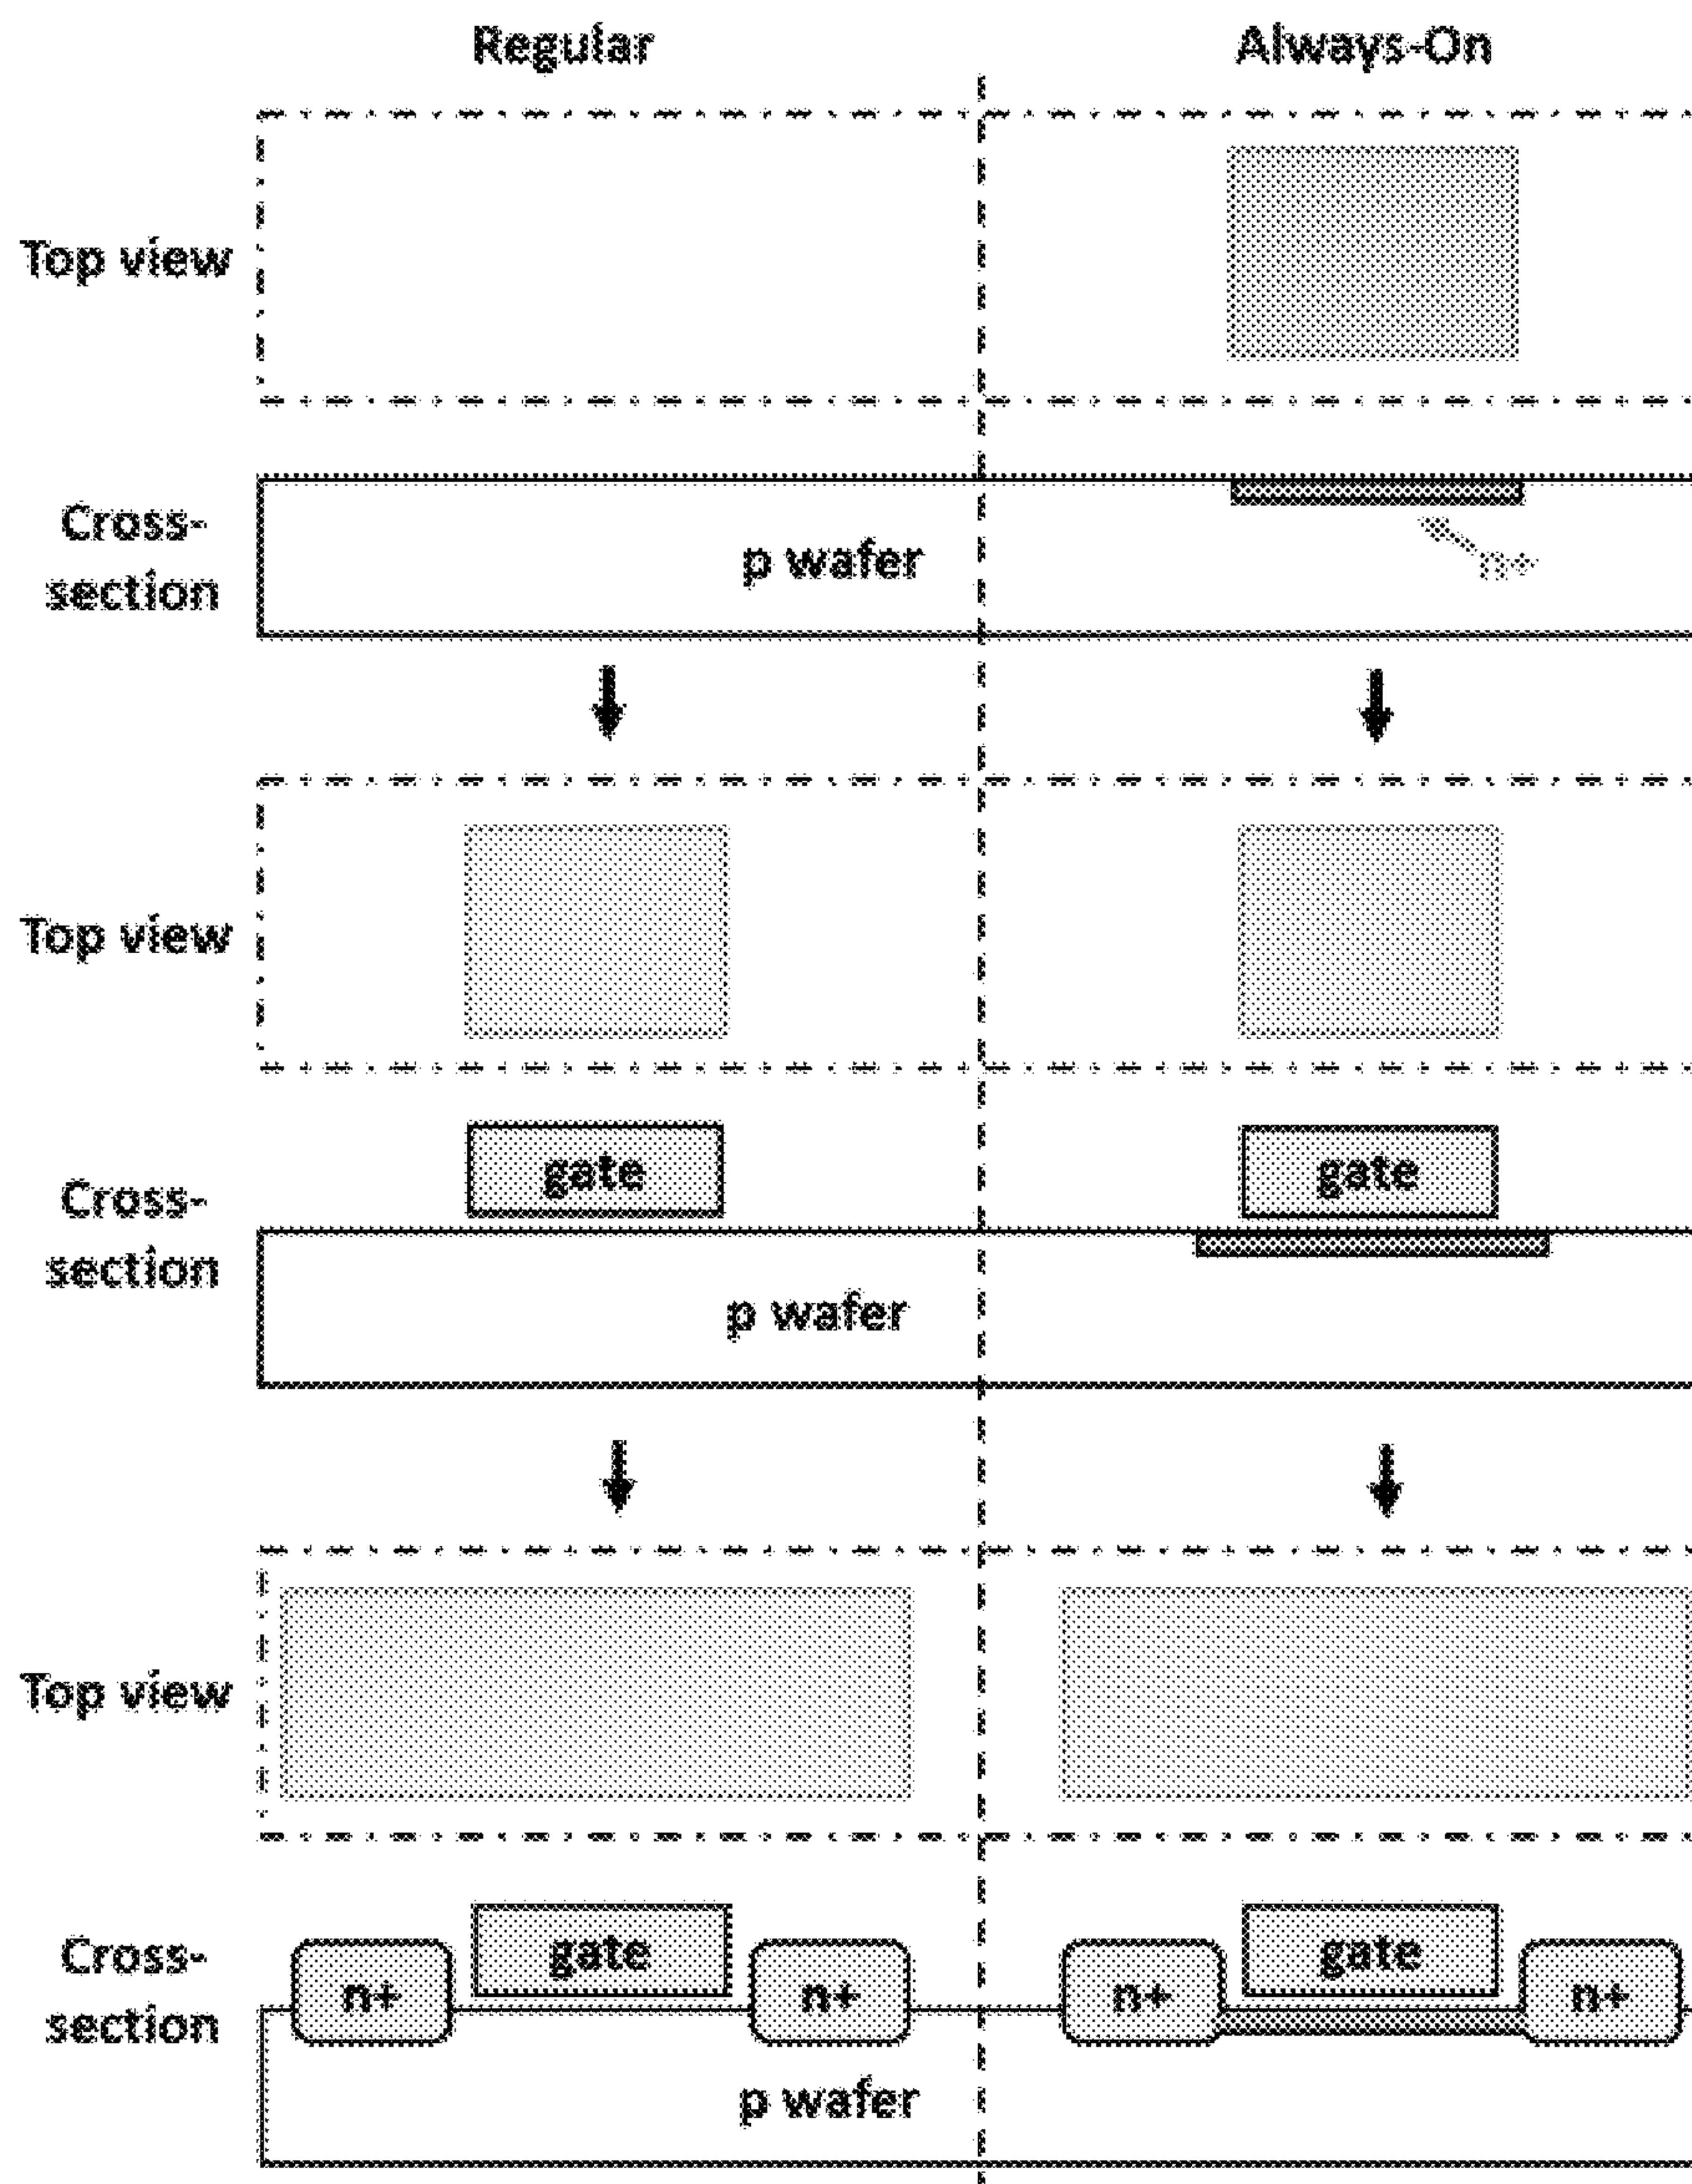 Regular
Always-On
Top view
Cross-
section
p wafer
n+
Top view
Cross-
section
gate
gate
p wafer
Top view
Cross-
section
n+
gate
n+
n+
gate
n+
p wafer